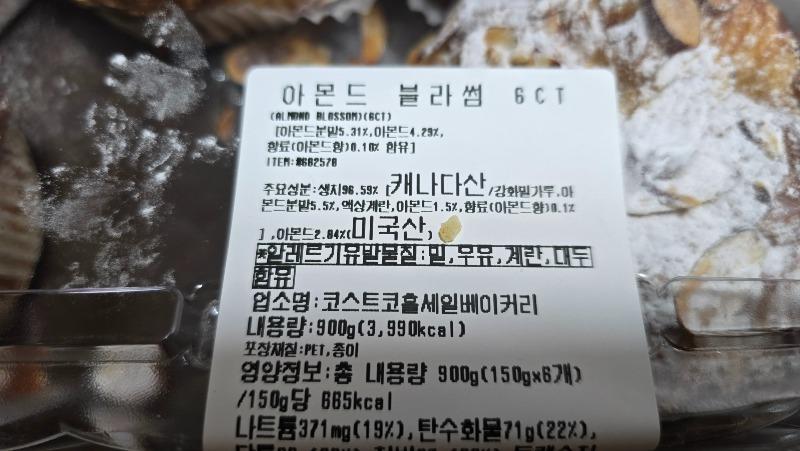 아몬드 블라썸 6CT
(ALMOND BLOSSOM)(6CT)
[아몬드분말5.31%,아몬드4.29%,
향료(아몬드향)0.10% 함유]
ITEM:#682578
주요성분:생지96.59% [캐나다산/강화밀가루,아
몬드분말5.5%,액상계란,아몬드1.5%,향료(아몬드향)0.1%
],아몬드2.84%(미국산,
*알레르기유발물질:밀,우유,계란,대두
함유
업소명:코스트코홀세일베이커리
내용량:900g(3,990kcal)
포장재질:PET,종이
영양정보:총 내용량 900g(150gx6개)
/150g당 665kcal
나트륨371mg(19%),탄수화물71g(22%),